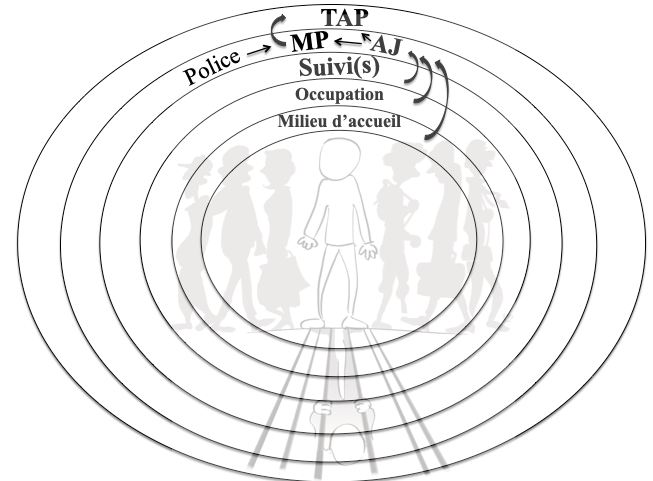 TAP
Police MP AJ
Suivi(s)
Occupation
Milieu d'accueil